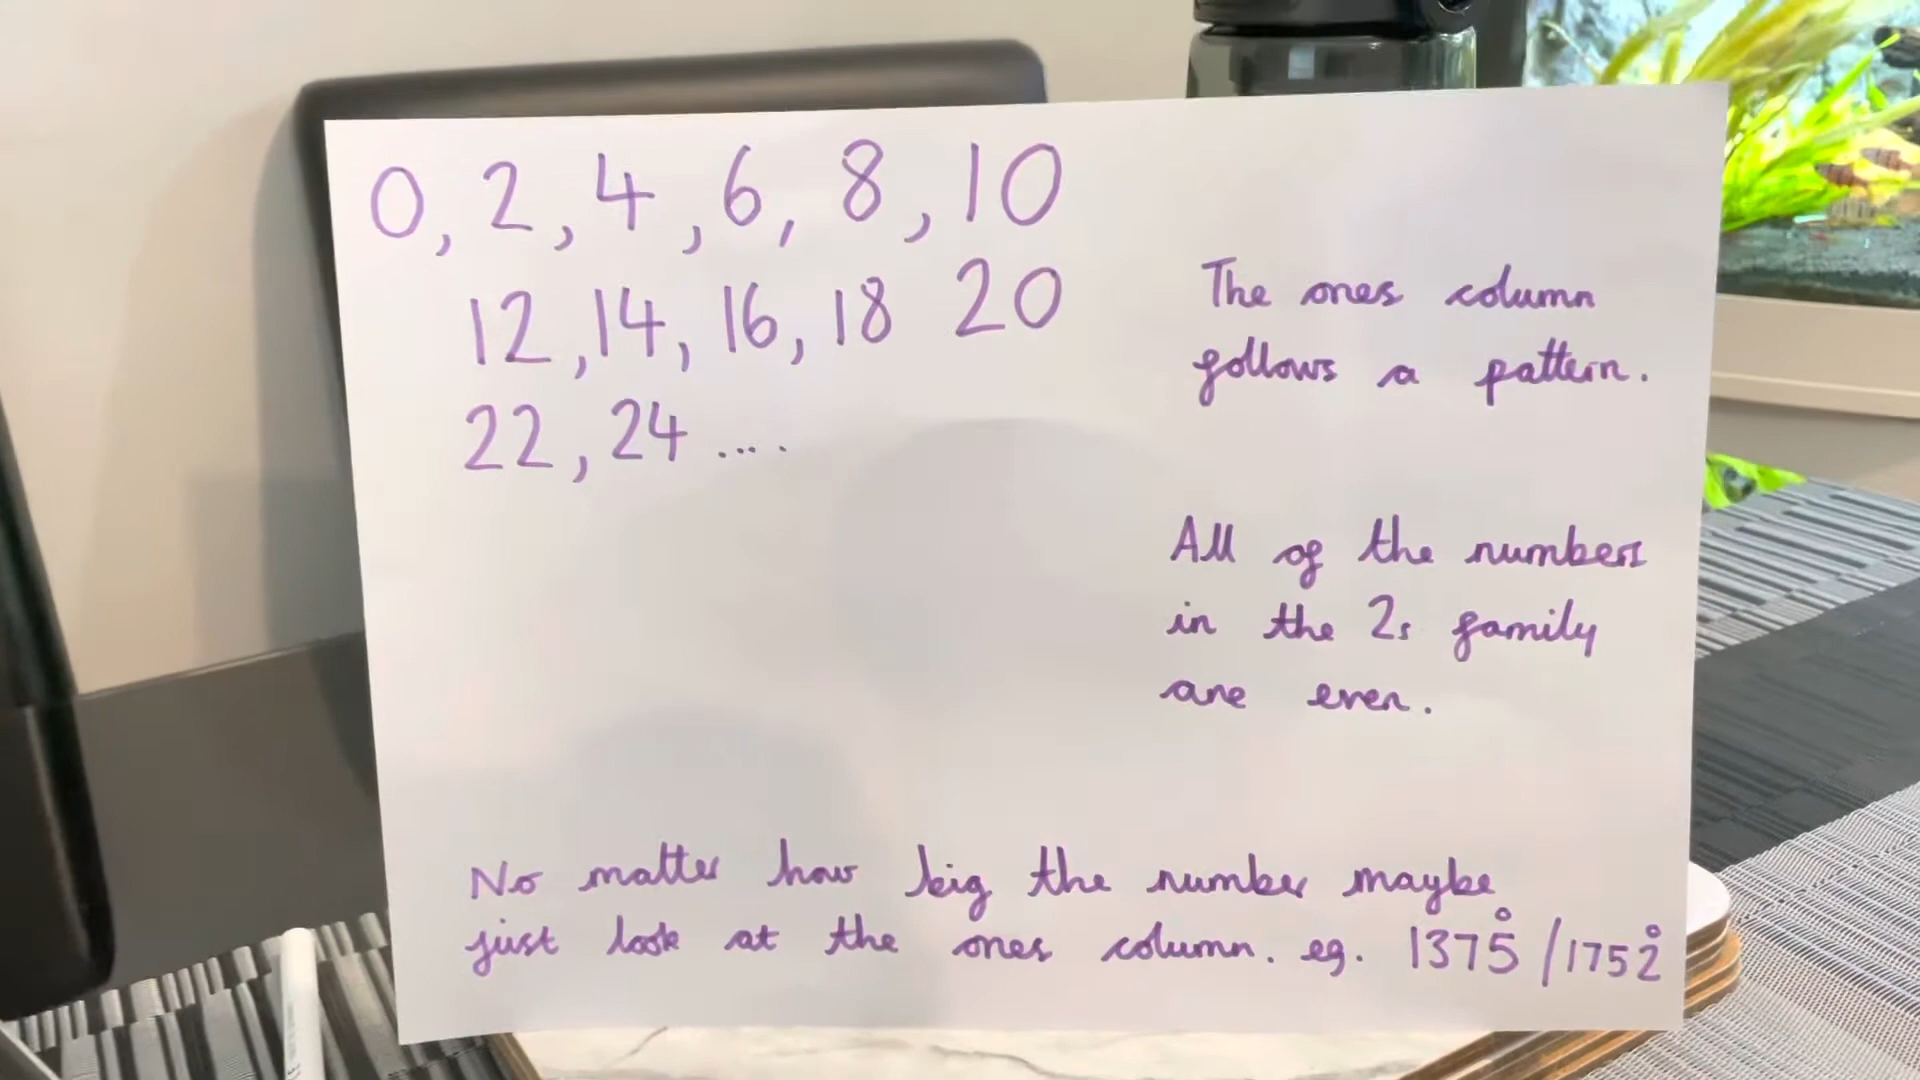 0, 2, 4, 6, 8, 10
12, 14, 16, 18 20
22, 24 ....
The ones column
follows a pattern.
All of the numbers
in the 2s family
are even.
No matter how big the number maybe
just look at the ones column. eg. 1375 / 1752